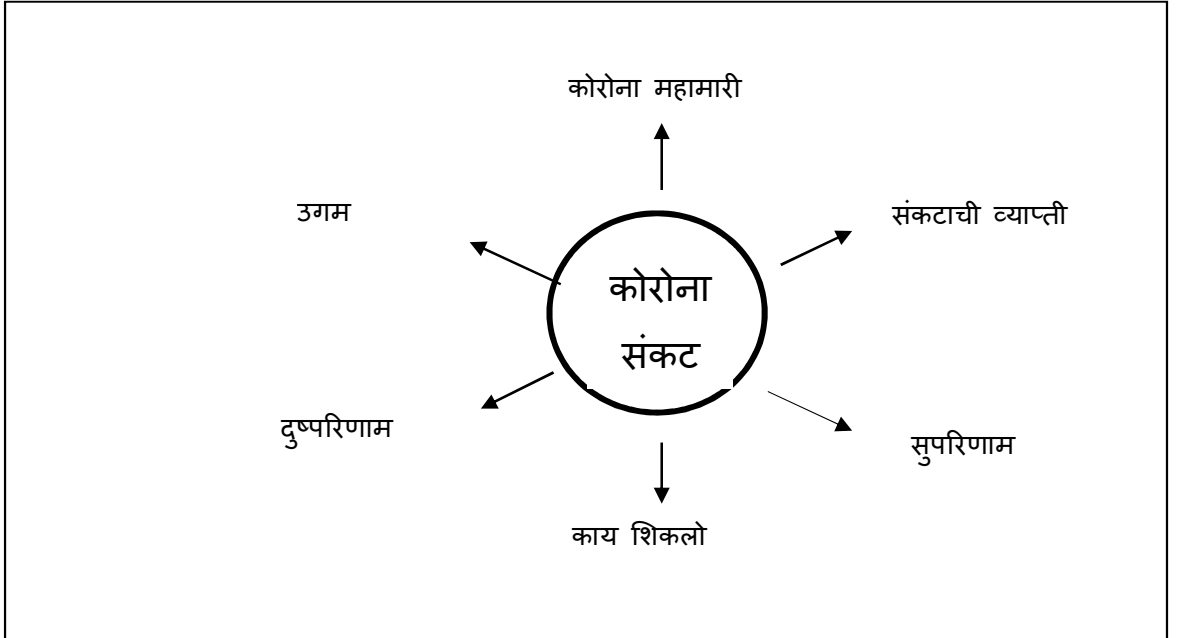 कोरोना महामारी
उगम
संकटाची व्याप्ती
कोरोना
संकट
दुष्परिणाम
सुपरिणाम
काय शिकलो